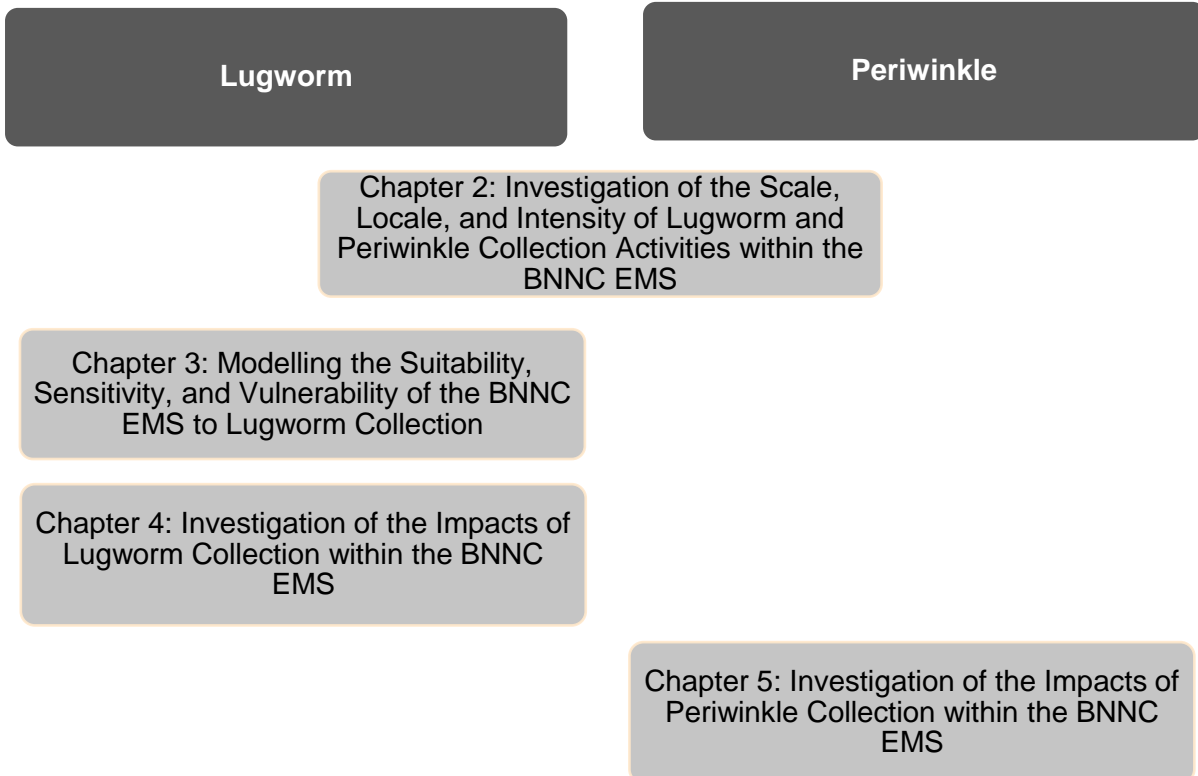 Lugworm
Periwinkle
Chapter 2: Investigation of the Scale,
Locale, and Intensity of Lugworm and
Periwinkle Collection Activities within the
BNNC EMS
Chapter 3: Modelling the Suitability,
Sensitivity, and Vulnerability of the BNNC
EMS to Lugworm Collection
Chapter 4: Investigation of the Impacts of
Lugworm Collection within the BNNC
EMS
Chapter 5: Investigation of the Impacts of
Periwinkle Collection within the BNNC
EMS